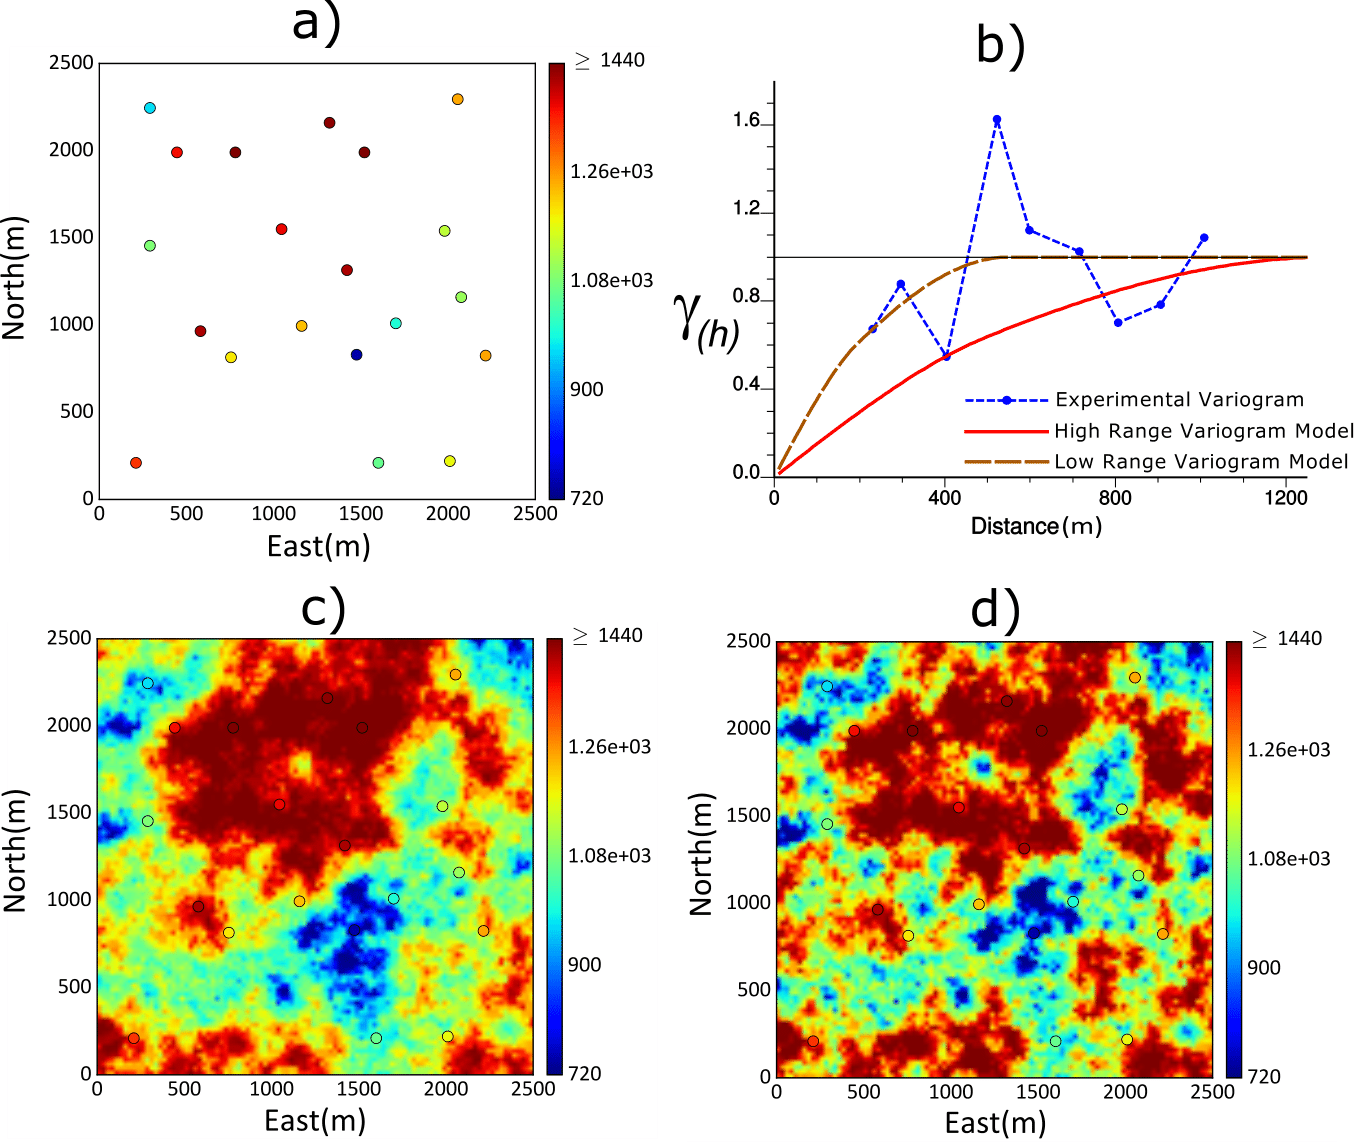 a)
2500
2000
1500
1000
500
0
North(m)
0 500 1000 1500 2000 2500
East(m)
≥ 1440
1.26e+03
1.08e+03
900
720
b)
1.6
1.2
0.8
0.4
0.0
γ(h)
0 400 800 1200
Distance(m)
Experimental Variogram
High Range Variogram Model
Low Range Variogram Model
c)
2500
2000
1500
1000
500
0
North(m)
0 500 1000 1500 2000 2500
East(m)
≥ 1440
1.26e+03
1.08e+03
900
720
d)
2500
2000
1500
1000
500
0
North(m)
0 500 1000 1500 2000 2500
East(m)
≥ 1440
1.26e+03
1.08e+03
900
720